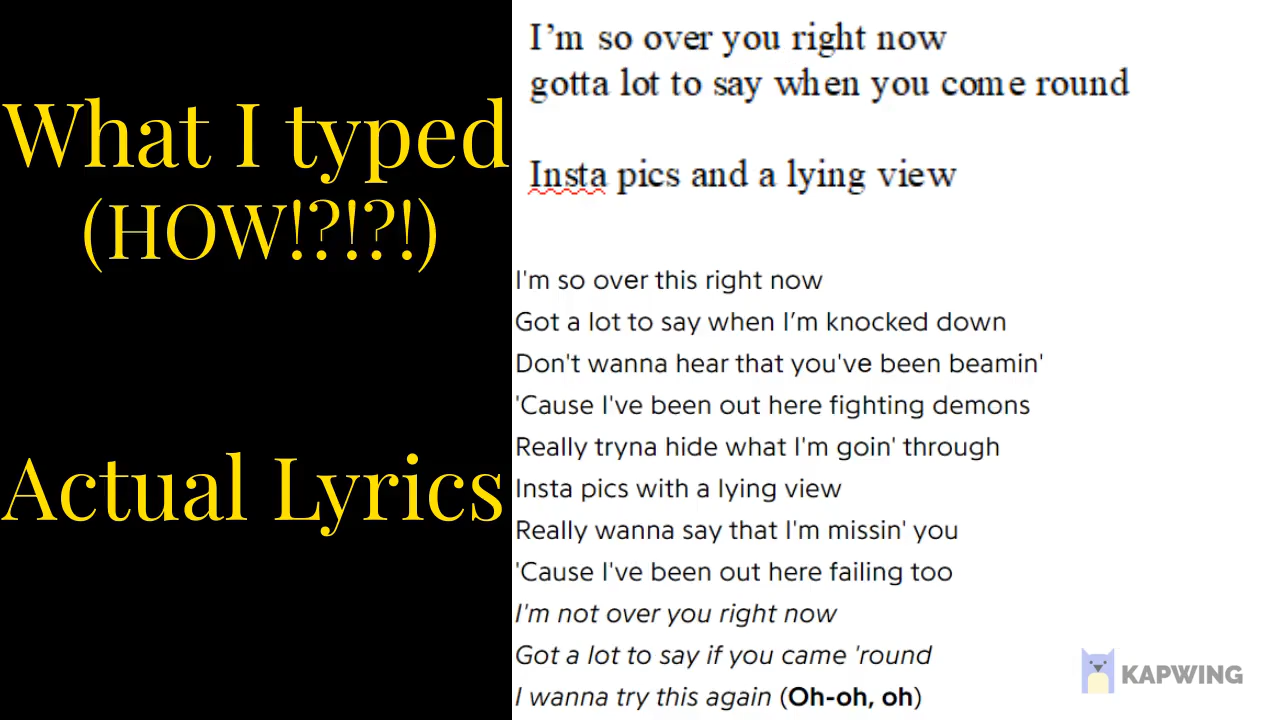 What I typed
(HOW!?!?!)
Actual Lyrics
I’m so over you right now
gotta lot to say when you come round
Insta pics and a lying view
I'm so over this right now
Got a lot to say when I’m knocked down
Don't wanna hear that you've been beamin'
'Cause I've been out here fighting demons
Really tryna hide what I'm goin' through
Insta pics with a lying view
Really wanna say that I'm missin' you
'Cause I've been out here failing too
I'm not over you right now
Got a lot to say if you came 'round
I wanna try this again (Oh-oh, oh)
KAPWING